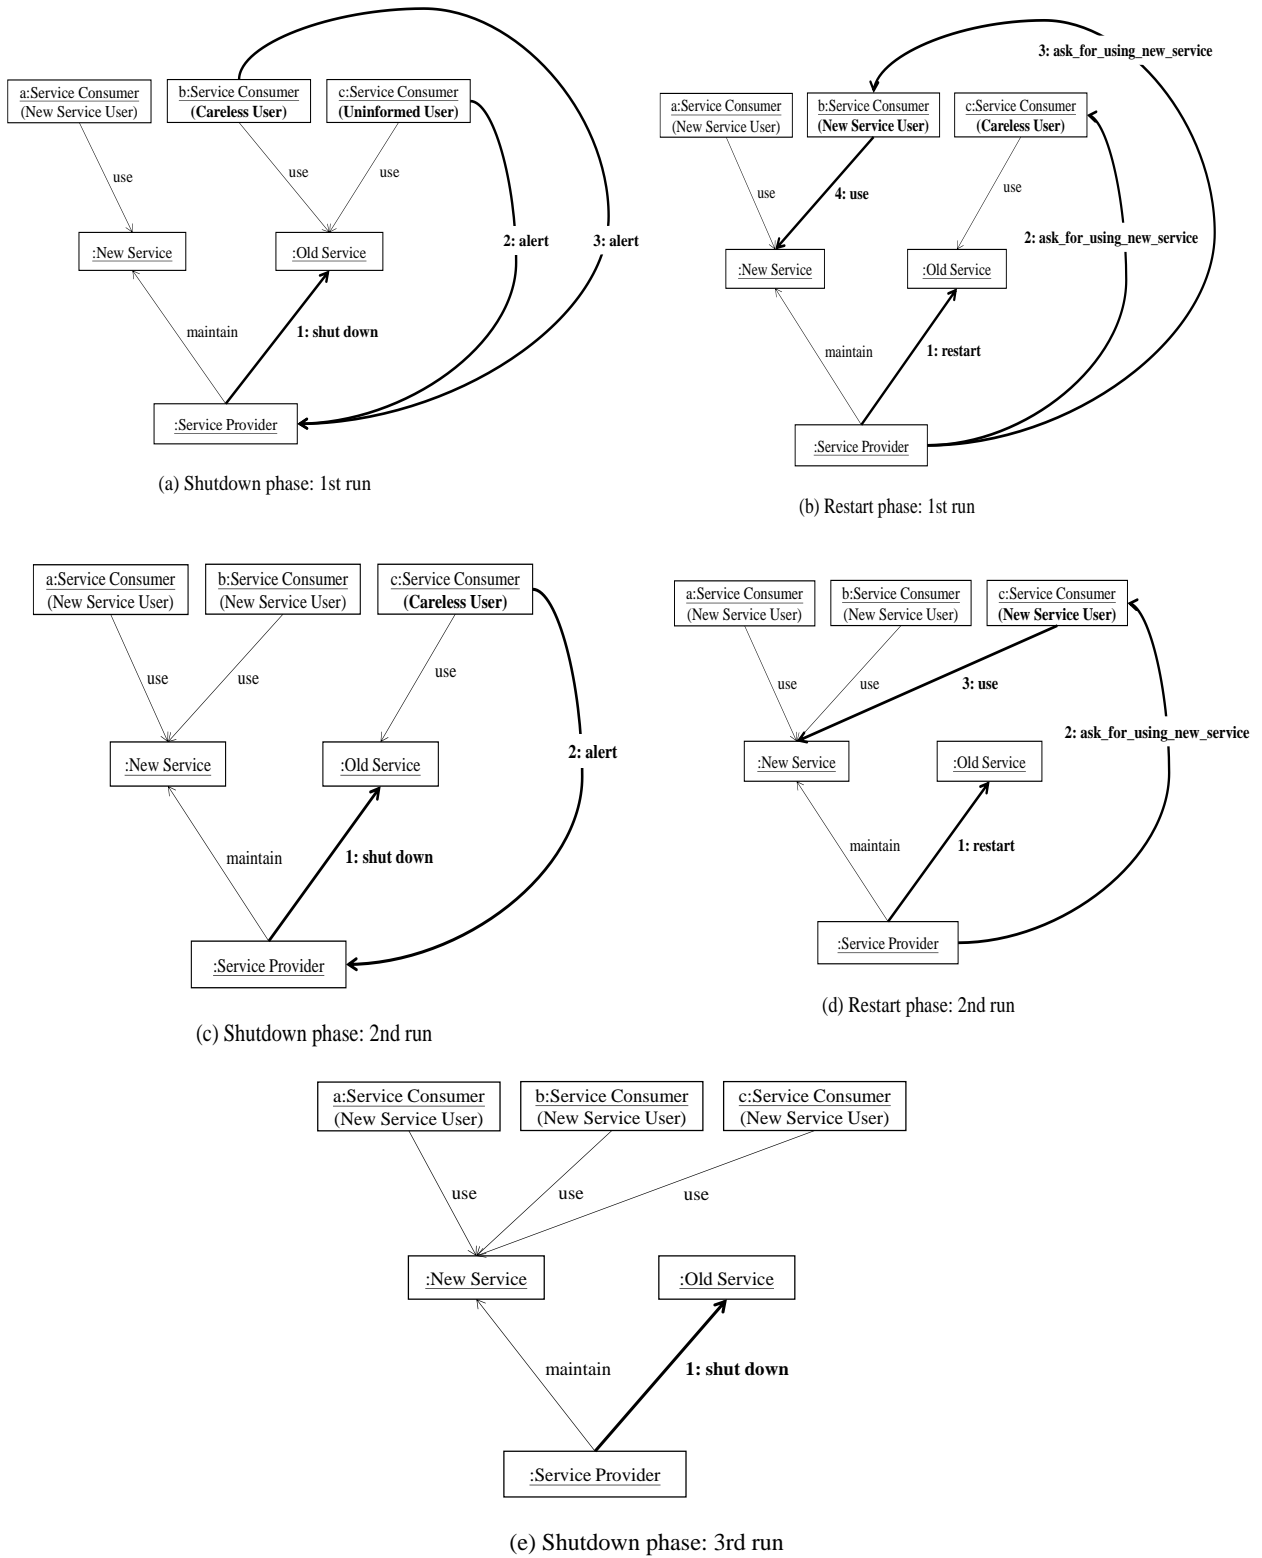 a:Service Consumer
(New Service User)
b:Service Consumer
(Careless User)
c:Service Consumer
(Uninformed User)
use
use
use
:New Service
:Old Service
2: alert
3: alert
maintain
1: shut down
:Service Provider
(a) Shutdown phase: 1st run
3: ask_for_using_new_service
a:Service Consumer
(New Service User)
b:Service Consumer
(New Service User)
c:Service Consumer
(Careless User)
use
4: use
use
2: ask_for_using_new_service
:New Service
:Old Service
maintain
1: restart
:Service Provider
(b) Restart phase: 1st run
a:Service Consumer
(New Service User)
b:Service Consumer
(New Service User)
c:Service Consumer
(Careless User)
use
use
use
:New Service
:Old Service
2: alert
maintain
1: shut down
:Service Provider
(c) Shutdown phase: 2nd run
a:Service Consumer
(New Service User)
b:Service Consumer
(New Service User)
c:Service Consumer
(New Service User)
use
use
3: use
2: ask_for_using_new_service
:New Service
:Old Service
maintain
1: restart
:Service Provider
(d) Restart phase: 2nd run
a:Service Consumer
(New Service User)
b:Service Consumer
(New Service User)
c:Service Consumer
(New Service User)
use
use
use
:New Service
:Old Service
maintain
1: shut down
:Service Provider
(e) Shutdown phase: 3rd run